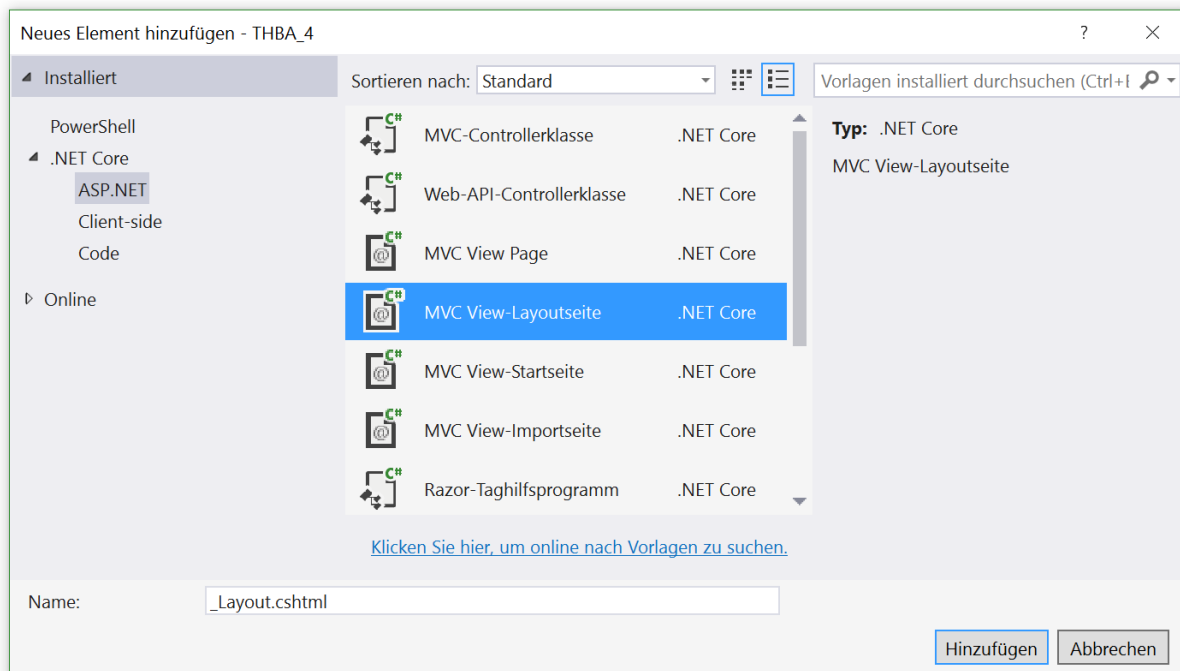 Neues Element hinzufügen - THBA_4
?
Installiert
PowerShell
.NET Core
ASP.NET
Client-side
Code
Online
Sortieren nach: Standard
C# MVC-Controllerklasse .NET Core
C# Web-API-Controllerklasse .NET Core
C# @ MVC View Page .NET Core
C# @ MVC View-Layoutseite .NET Core
C# @ MVC View-Startseite .NET Core
C# @ MVC View-Importseite .NET Core
C# Razor-Taghilfsprogramm .NET Core
Klicken Sie hier, um online nach Vorlagen zu suchen.
Vorlagen installiert durchsuchen (Ctrl+E
Typ: .NET Core
MVC View-Layoutseite
Name: _Layout.cshtml
Hinzufügen Abbrechen